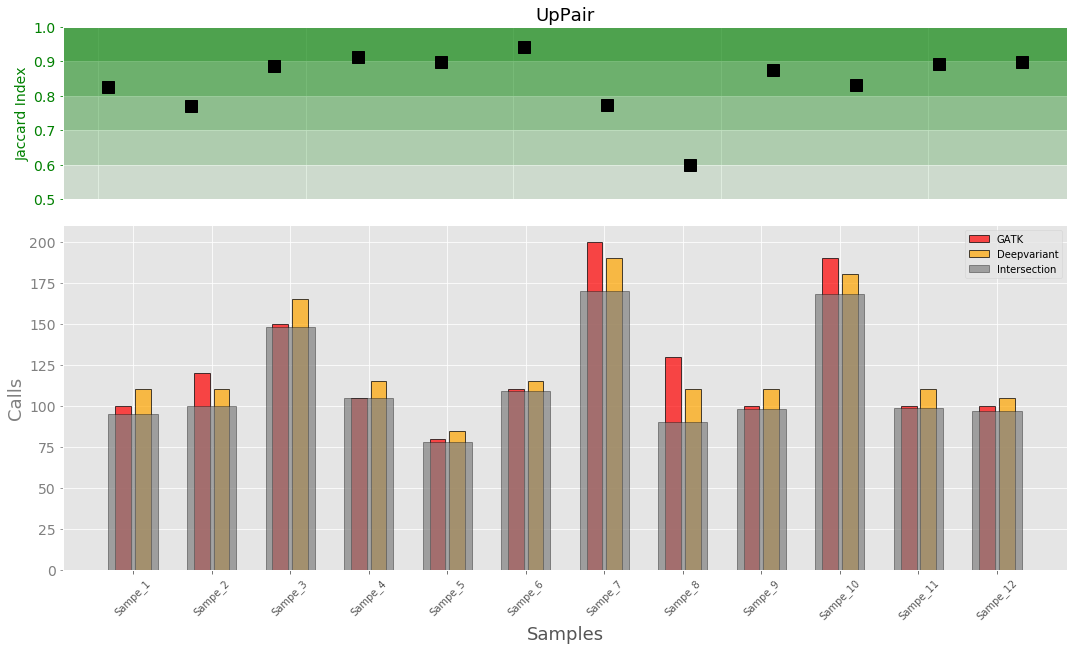 UpPair
Jaccard Index
1.0
0.9
0.8
0.7
0.6
0.5
Calls
200
175
150
125
100
75
50
25
0
GATK
Deepvariant
Intersection
Sampe_1
Sampe_2
Sampe_3
Sampe_4
Sampe_5
Sampe_6
Sampe_7
Sampe_8
Sampe_9
Sampe_10
Sampe_11
Sampe_12
Samples